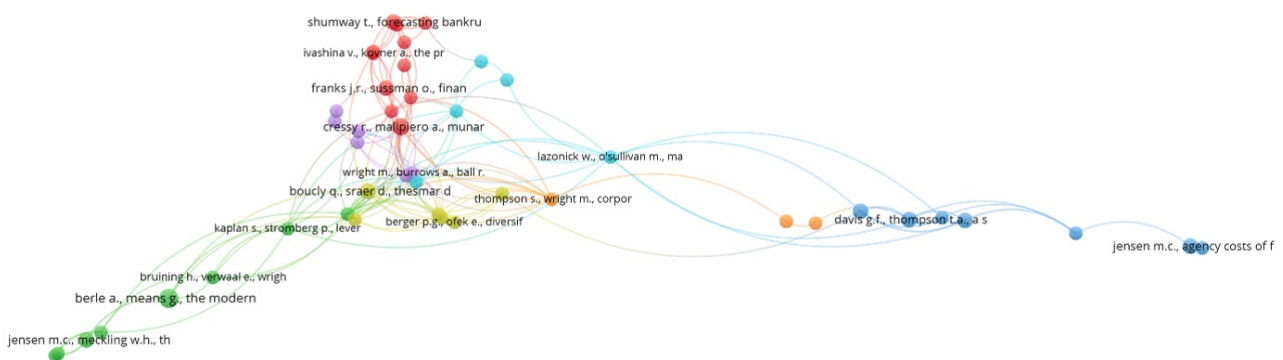 shumway t., forecasting bankru
ivashina v., kovner a., the pr
franks j.r., sussman o., finan
cressy r., malipiero a., munar
lazonick w., o'sullivan m., ma
wright m., burrows a., ball r.
boucly q., sraer d., thesmar d
thompson s., wright m., corpor
berger p.g., ofek e., diversif
davis g.f., thompson t.a., a s
kaplan s., stromberg p., lever
jensen m.c., agency costs of f
bruining h., verwaal e., wrigh
berle a., means g., the modern
jensen m.c., meckling w.h., th